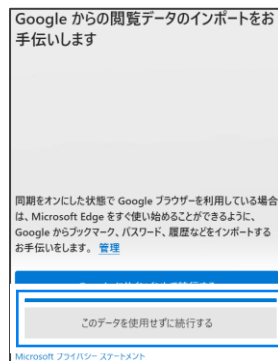 Google からの閲覧データのインポートをお
手伝いします
同期をオンにした状態で Google ブラウザーを利用している場合
は、Microsoft Edge をすぐ使い始めることができるように、
Google からブックマーク、パスワード、履歴などをインポートする
お手伝いをします。 管理
このデータを使用せずに続行する
Microsoft プライバシー ステートメント